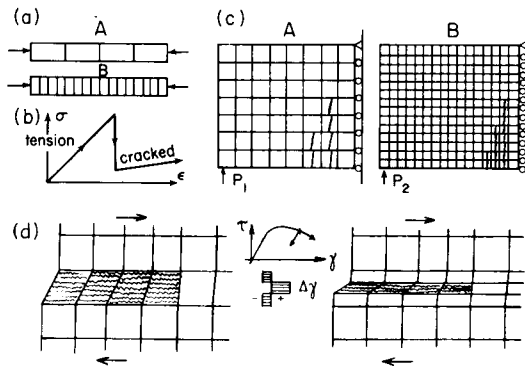 (a)
A
B
(b)
σ
tension
cracked
ε
(c)
A
B
P1
P2
(d)
τ
γ
Δγ
- +